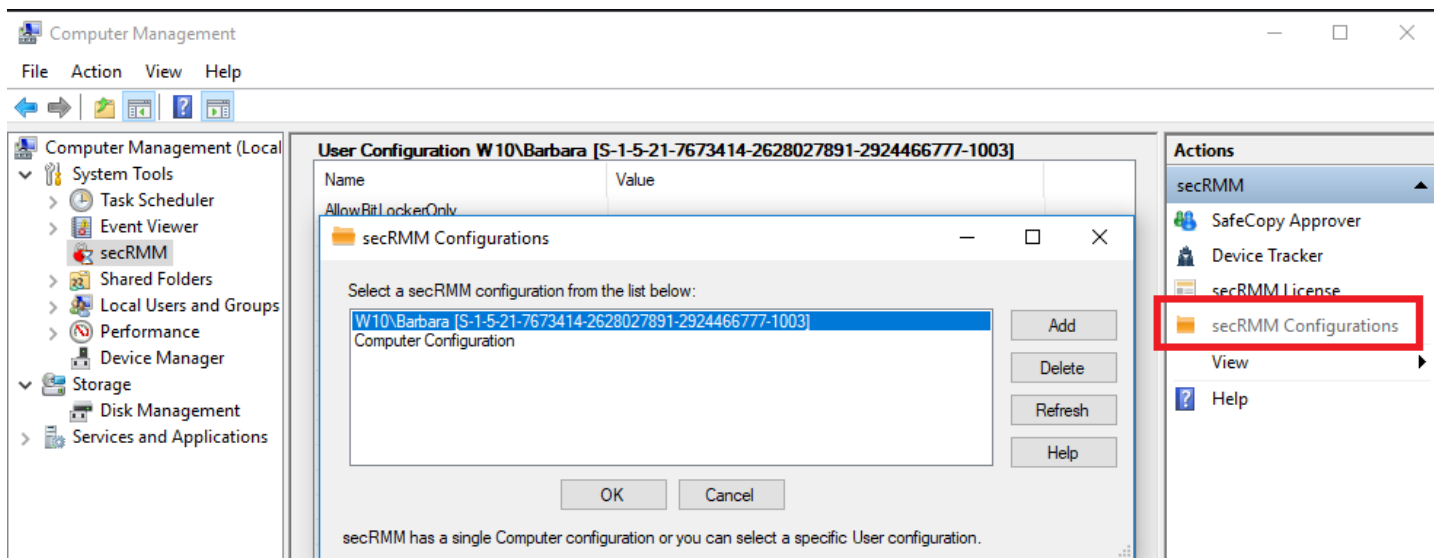 Computer Management
File Action View Help
Computer Management (Local
System Tools
Task Scheduler
Event Viewer
secRMM
Shared Folders
Local Users and Groups
Performance
Device Manager
Storage
Disk Management
Services and Applications
User Configuration W10\Barbara [S-1-5-21-7673414-2628027891-2924466777-1003]
Name Value
AllowBitLockerOnly
secRMM Configurations
Select a secRMM configuration from the list below:
W10\Barbara [S-1-5-21-7673414-2628027891-2924466777-1003]
Computer Configuration
Add
Delete
Refresh
Help
OK Cancel
secRMM has a single Computer configuration or you can select a specific User configuration.
Actions
secRMM
SafeCopy Approver
Device Tracker
secRMM License
secRMM Configurations
View
Help